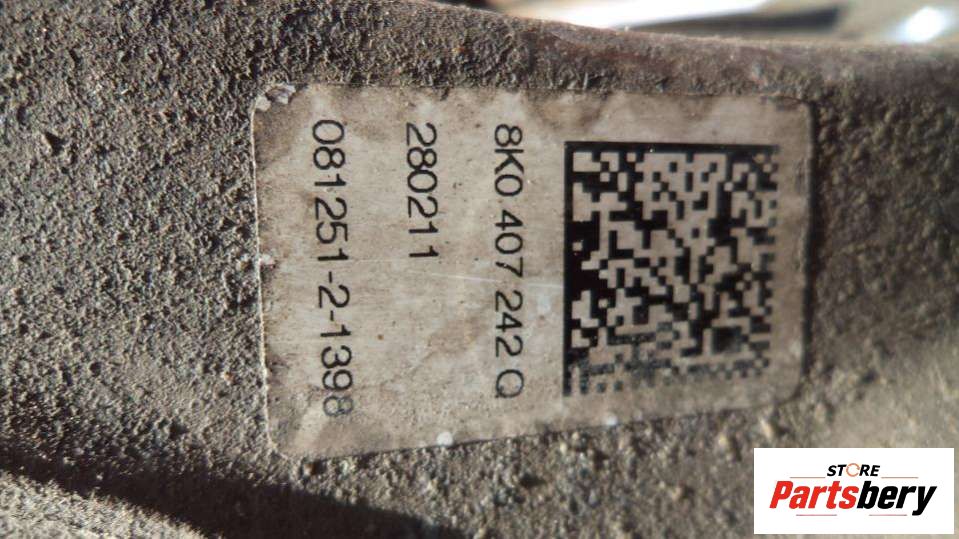 8K0 407 242 Q
280211
081251-2-1398
STORE
Partsbery